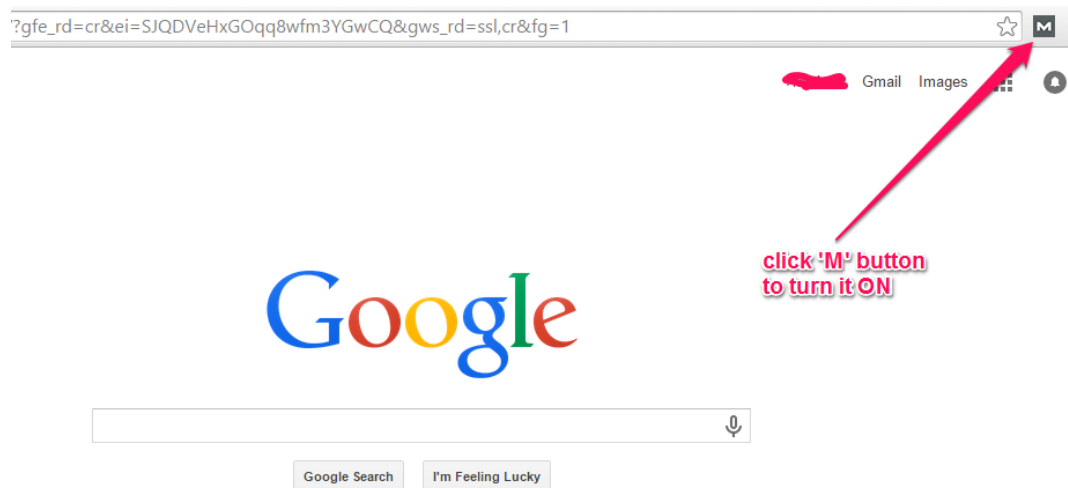 ?gfe_rd=cr&ei=SJQDVeHxGOqq8wfm3YGwCQ&gws_rd=ssl,cr&fg=1
M
Gmail Images
click 'M' button
to turn it ON
Google
Google Search I'm Feeling Lucky